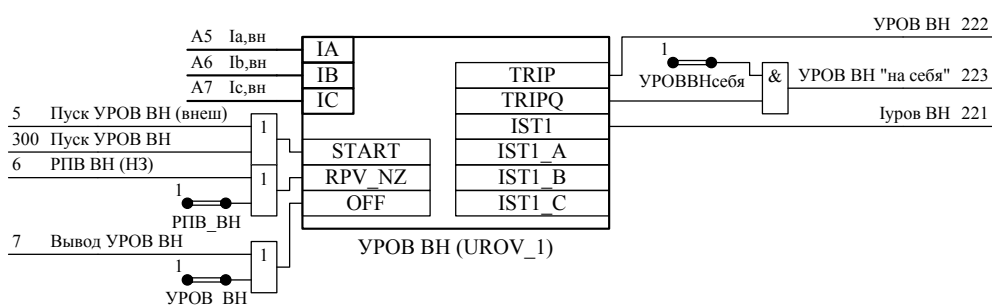 УРОВ ВН 222
A5 Ia,вн
IA
1
A6 Ib,вн
IB
TRIP
УРОВВНсебя
&
УРОВ ВН "на себя" 223
A7 Ic,вн
IC
TRIPQ
5 Пуск УРОВ ВН (внеш)
1
IST1
Iуров ВН 221
300 Пуск УРОВ ВН
START
IST1_A
6 РПВ ВН (НЗ)
1
RPV_NZ
IST1_B
1
OFF
IST1_C
РПВ_ВН
7 Вывод УРОВ ВН
1
УРОВ ВН (UROV_1)
1
УРОВ_ВН